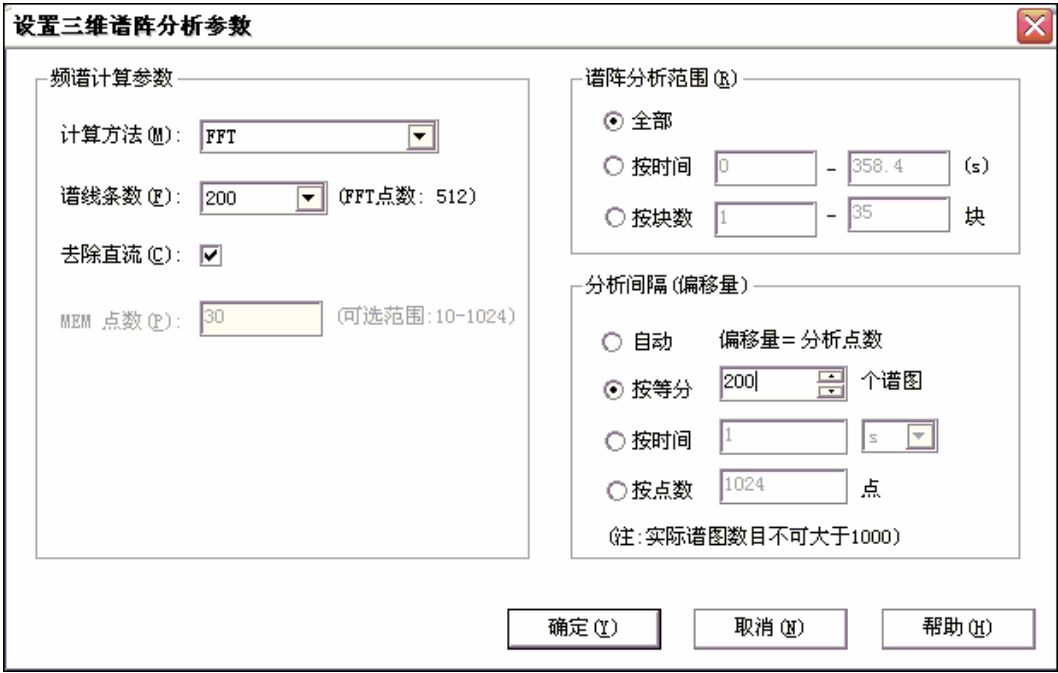 设置三维谱阵分析参数
频谱计算参数
计算方法(M): FFT
谱线条数(F): 200 (FFT点数: 512)
去除直流(C):
MEM 点数(P): 30 (可选范围:10-1024)
谱阵分析范围(R)
全部
按时间 0 - 358.4 (s)
按块数 1 - 35 块
分析间隔(偏移量)
自动 偏移量=分析点数
按等分 200 个谱图
按时间 1 s
按点数 1024 点
(注:实际谱图数目不可大于1000)
确定(Y) 取消(N) 帮助(H)